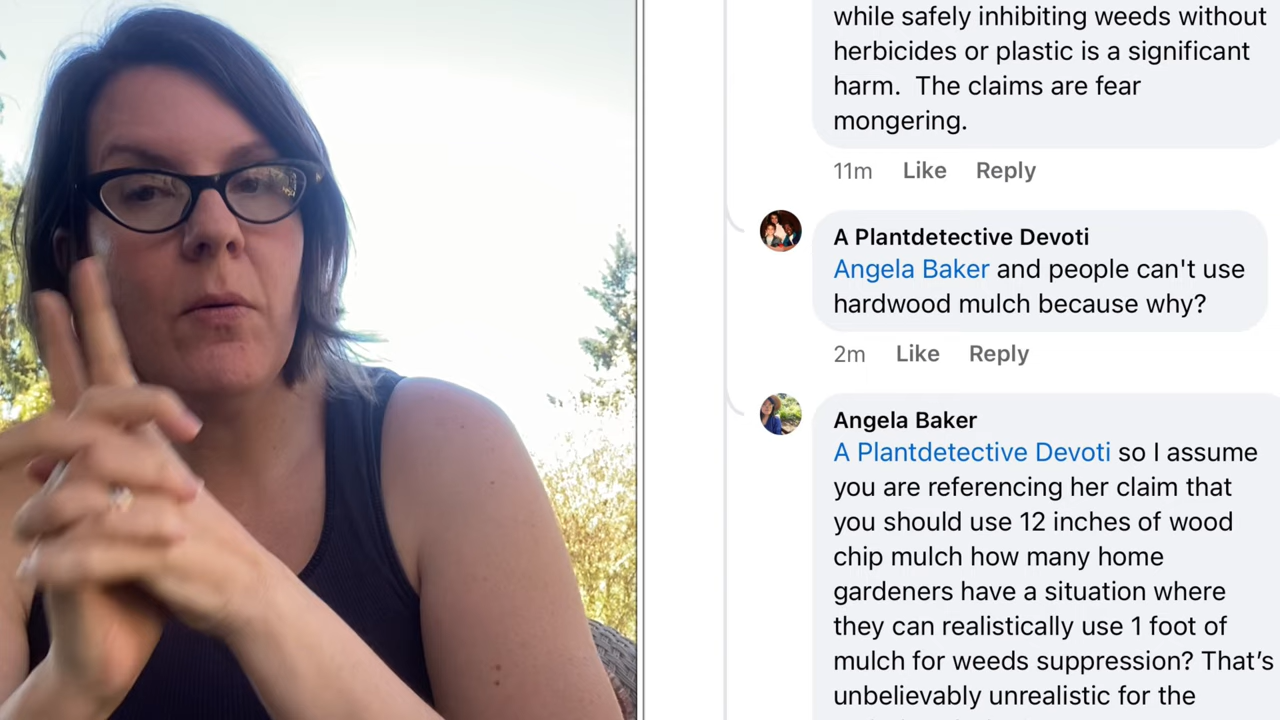 while safely inhibiting weeds without
herbicides or plastic is a significant
harm.  The claims are fear
mongering.
11m Like Reply
A Plantdetective Devoti
Angela Baker and people can't use
hardwood mulch because why?
2m Like Reply
Angela Baker
A Plantdetective Devoti so I assume
you are referencing her claim that
you should use 12 inches of wood
chip mulch how many home
gardeners have a situation where
they can realistically use 1 foot of
mulch for weeds suppression? That’s
unbelievably unrealistic for the